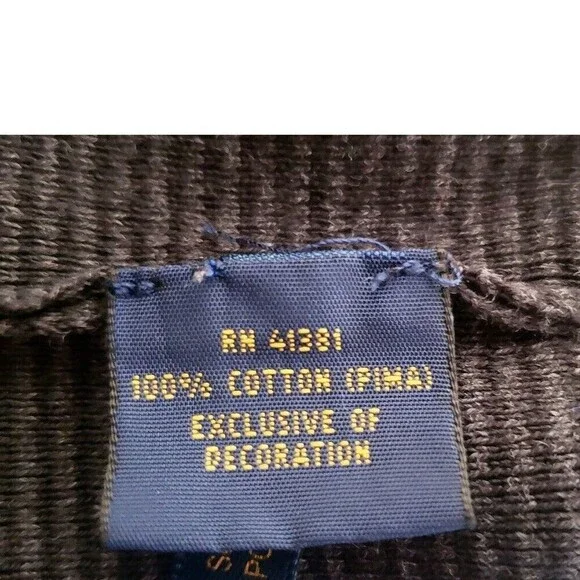 RN 41381
100% COTTON (PIMA)
EXCLUSIVE OF
DECORATION